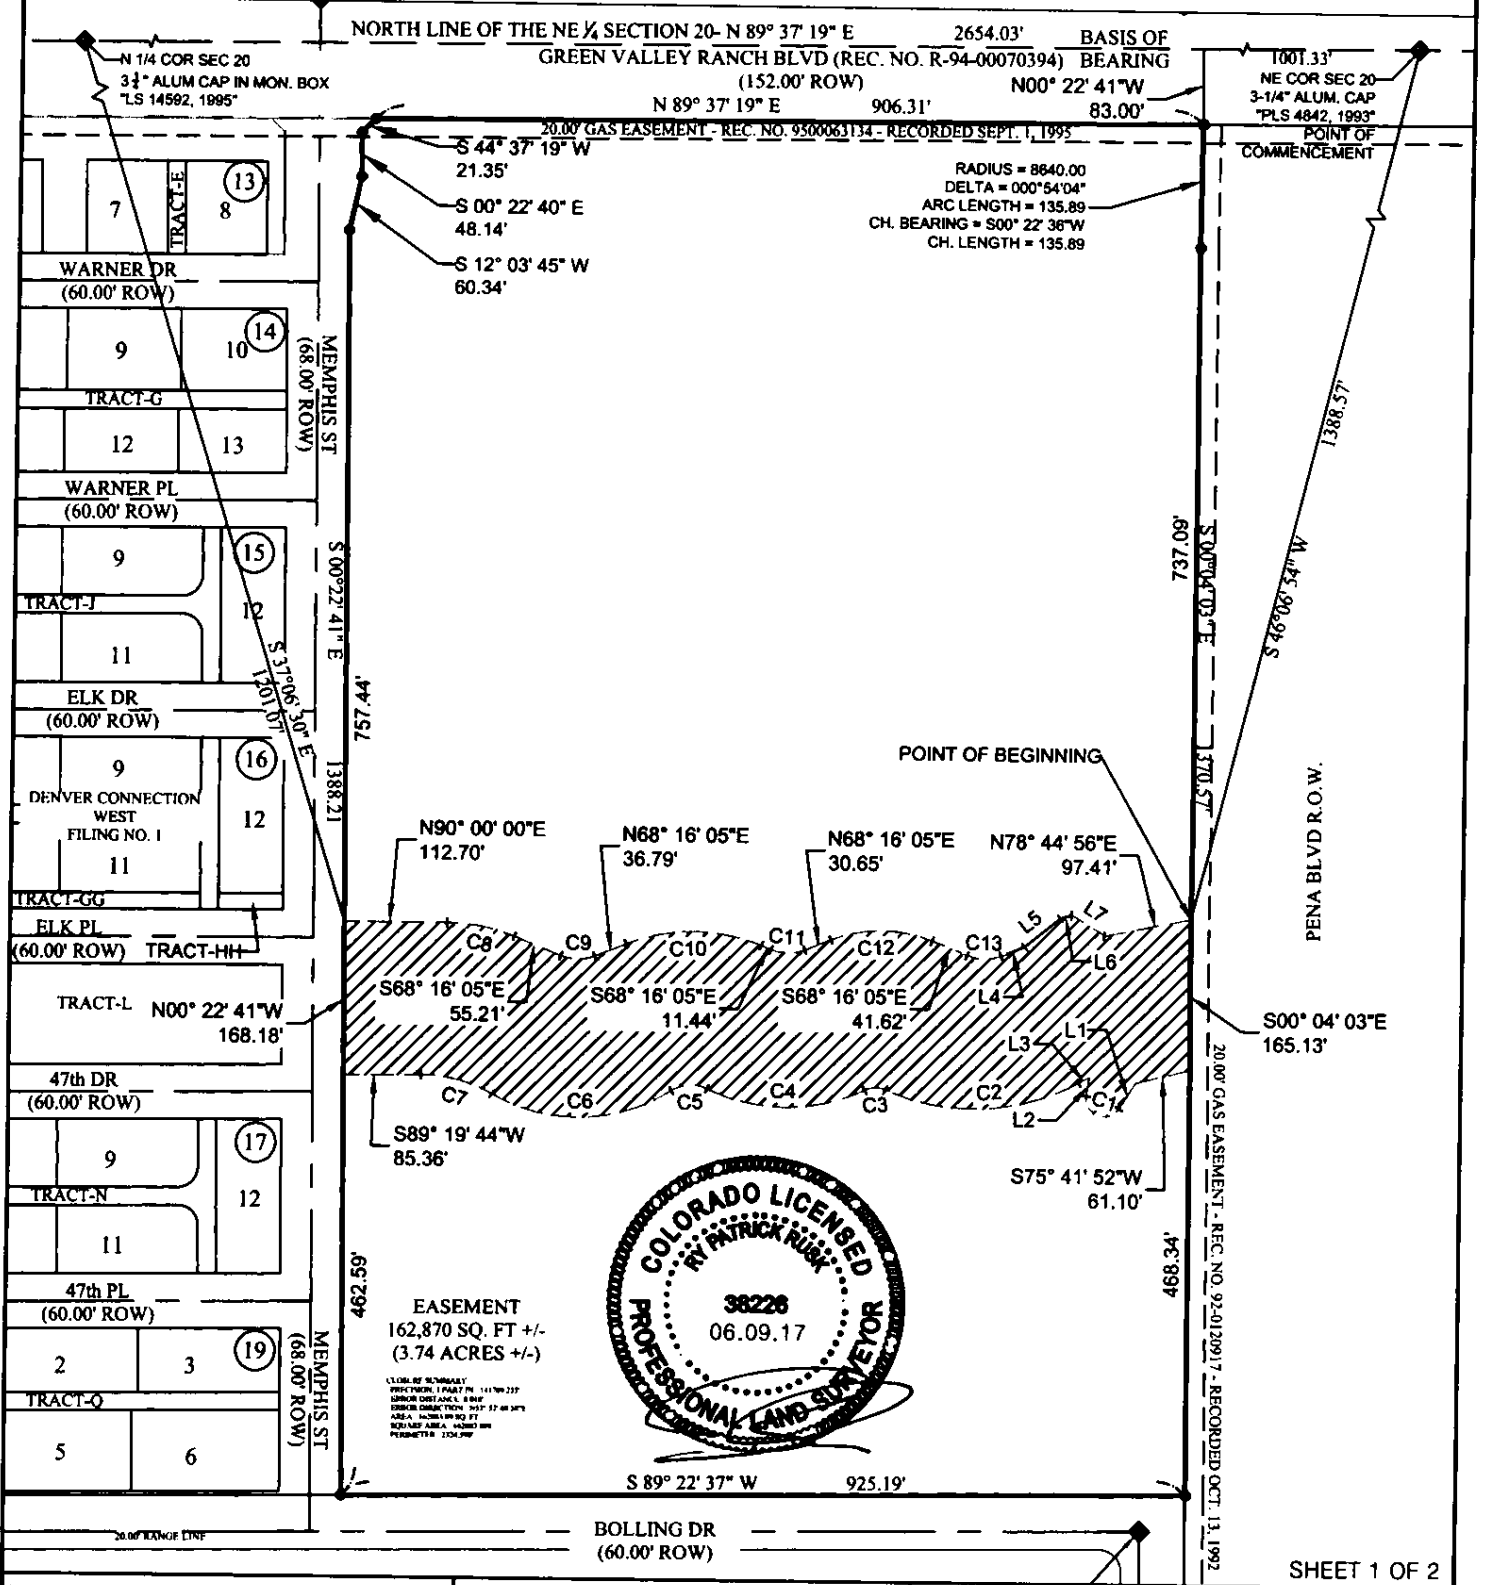 NORTH LINE OF THE NE ¼ SECTION 20- N 89° 37' 19" E 2654.03'
BASIS OF
BEARING
GREEN VALLEY RANCH BLVD (REC. NO. R-94-00070394)
(152.00' ROW)
N 1/4 COR SEC 20
3¼" ALUM CAP IN MON. BOX
"LS 14592, 1995"
N 89° 37' 19" E 906.31'
N00° 22' 41"W
83.00'
1001.33'
NE COR SEC 20
3-1/4" ALUM. CAP
"PLS 4842, 1993"
POINT OF
COMMENCEMENT
20.00' GAS EASEMENT - REC. NO. 9500063134 - RECORDED SEPT. 1, 1995
S 44° 37' 19" W
21.35'
S 00° 22' 40" E
48.14'
S 12° 03' 45" W
60.34'
RADIUS = 8640.00
DELTA = 000°54'04"
ARC LENGTH = 135.89
CH. BEARING = S00° 22' 36"W
CH. LENGTH = 135.89
7
TRACT-E
8
13
WARNER DR
(60.00' ROW)
9
10
14
TRACT-G
12
13
MEMPHIS ST
(68.00' ROW)
WARNER PL
(60.00' ROW)
9
15
TRACT-J
12
11
S 00°22' 41" E
1388.21
757.44'
S 37°06' 30" E
1201.07'
ELK DR
(60.00' ROW)
9
16
DENVER CONNECTION
WEST
FILING NO. 1
12
11
TRACT-GG
ELK PL
(60.00' ROW)
TRACT-HH
737.09'
S 00°04' 03" E
1370.57'
1388.57'
S 46°06' 54" W
PENA BLVD R.O.W.
POINT OF BEGINNING
N90° 00' 00"E
112.70'
N68° 16' 05"E
36.79'
N68° 16' 05"E
30.65'
N78° 44' 56"E
97.41'
C8
C9
C10
C11
C12
C13
L5
L7
L6
L4
S68° 16' 05"E
55.21'
S68° 16' 05"E
11.44'
S68° 16' 05"E
41.62'
TRACT-L
N00° 22' 41"W
168.18'
S00° 04' 03"E
165.13'
L1
L3
L2
C7
C6
C5
C4
C3
C2
C1
47th DR
(60.00' ROW)
S89° 19' 44"W
85.36'
S75° 41' 52"W
61.10'
9
17
TRACT-N
12
11
47th PL
(60.00' ROW)
462.59'
468.34'
20.00' GAS EASEMENT - REC. NO. 92-0120917 - RECORDED OCT. 13, 1992
EASEMENT
162,870 SQ. FT +/-
(3.74 ACRES +/-)
CLOSURE SUMMARY
COLORADO LICENSED
RY PATRICK RUSK
38226
06.09.17
PROFESSIONAL LAND SURVEYOR
2
3
19
TRACT-Q
5
6
MEMPHIS ST
(68.00' ROW)
S 89° 22' 37" W 925.19'
20.00' RANGE LINE
BOLLING DR
(60.00' ROW)
SHEET 1 OF 2